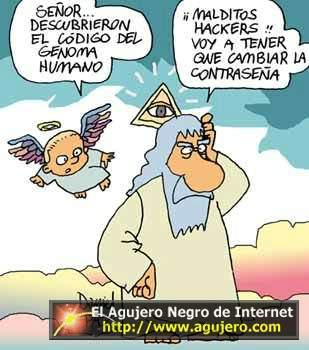 SEÑOR...
DESCUBRIERON
EL CÓDIGO DEL
GENOMA
HUMANO
¡¡MALDITOS
HACKERS!!
VOY A TENER
QUE CAMBIAR LA
CONTRASEÑA
El Agujero Negro de Internet
http://www.agujero.com